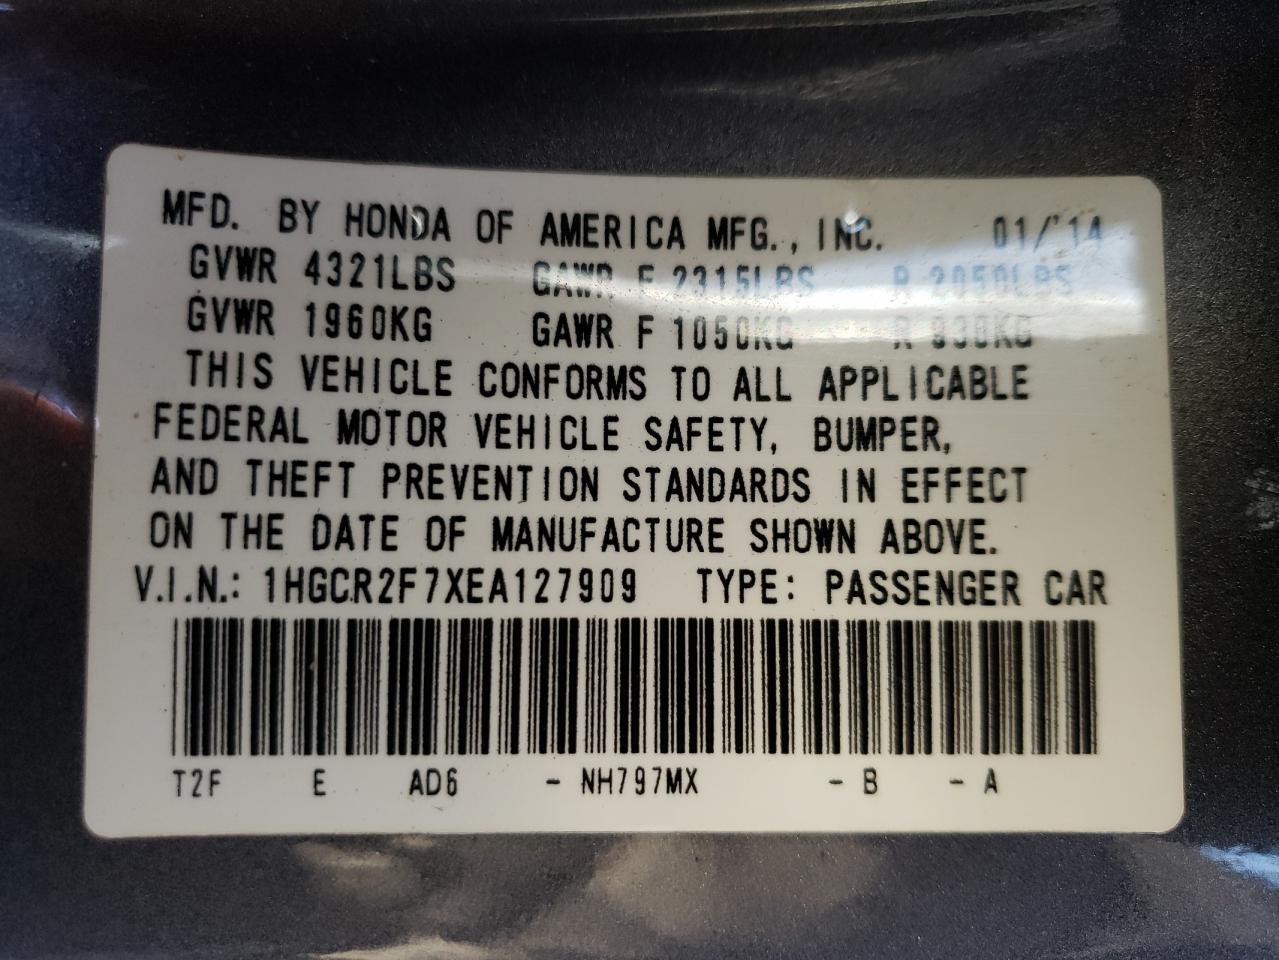 MFD. BY HONDA OF AMERICA MFG., INC. 01/'14
GVWR 4321LBS GAWR F 2315LBS R 2050LBS
GVWR 1960KG GAWR F 1050KG R 930KG
THIS VEHICLE CONFORMS TO ALL APPLICABLE
FEDERAL MOTOR VEHICLE SAFETY, BUMPER,
AND THEFT PREVENTION STANDARDS IN EFFECT
ON THE DATE OF MANUFACTURE SHOWN ABOVE.
V.I.N.: 1HGCR2F7XEA127909 TYPE: PASSENGER CAR
T2F E AD6 - NH797MX - B - A